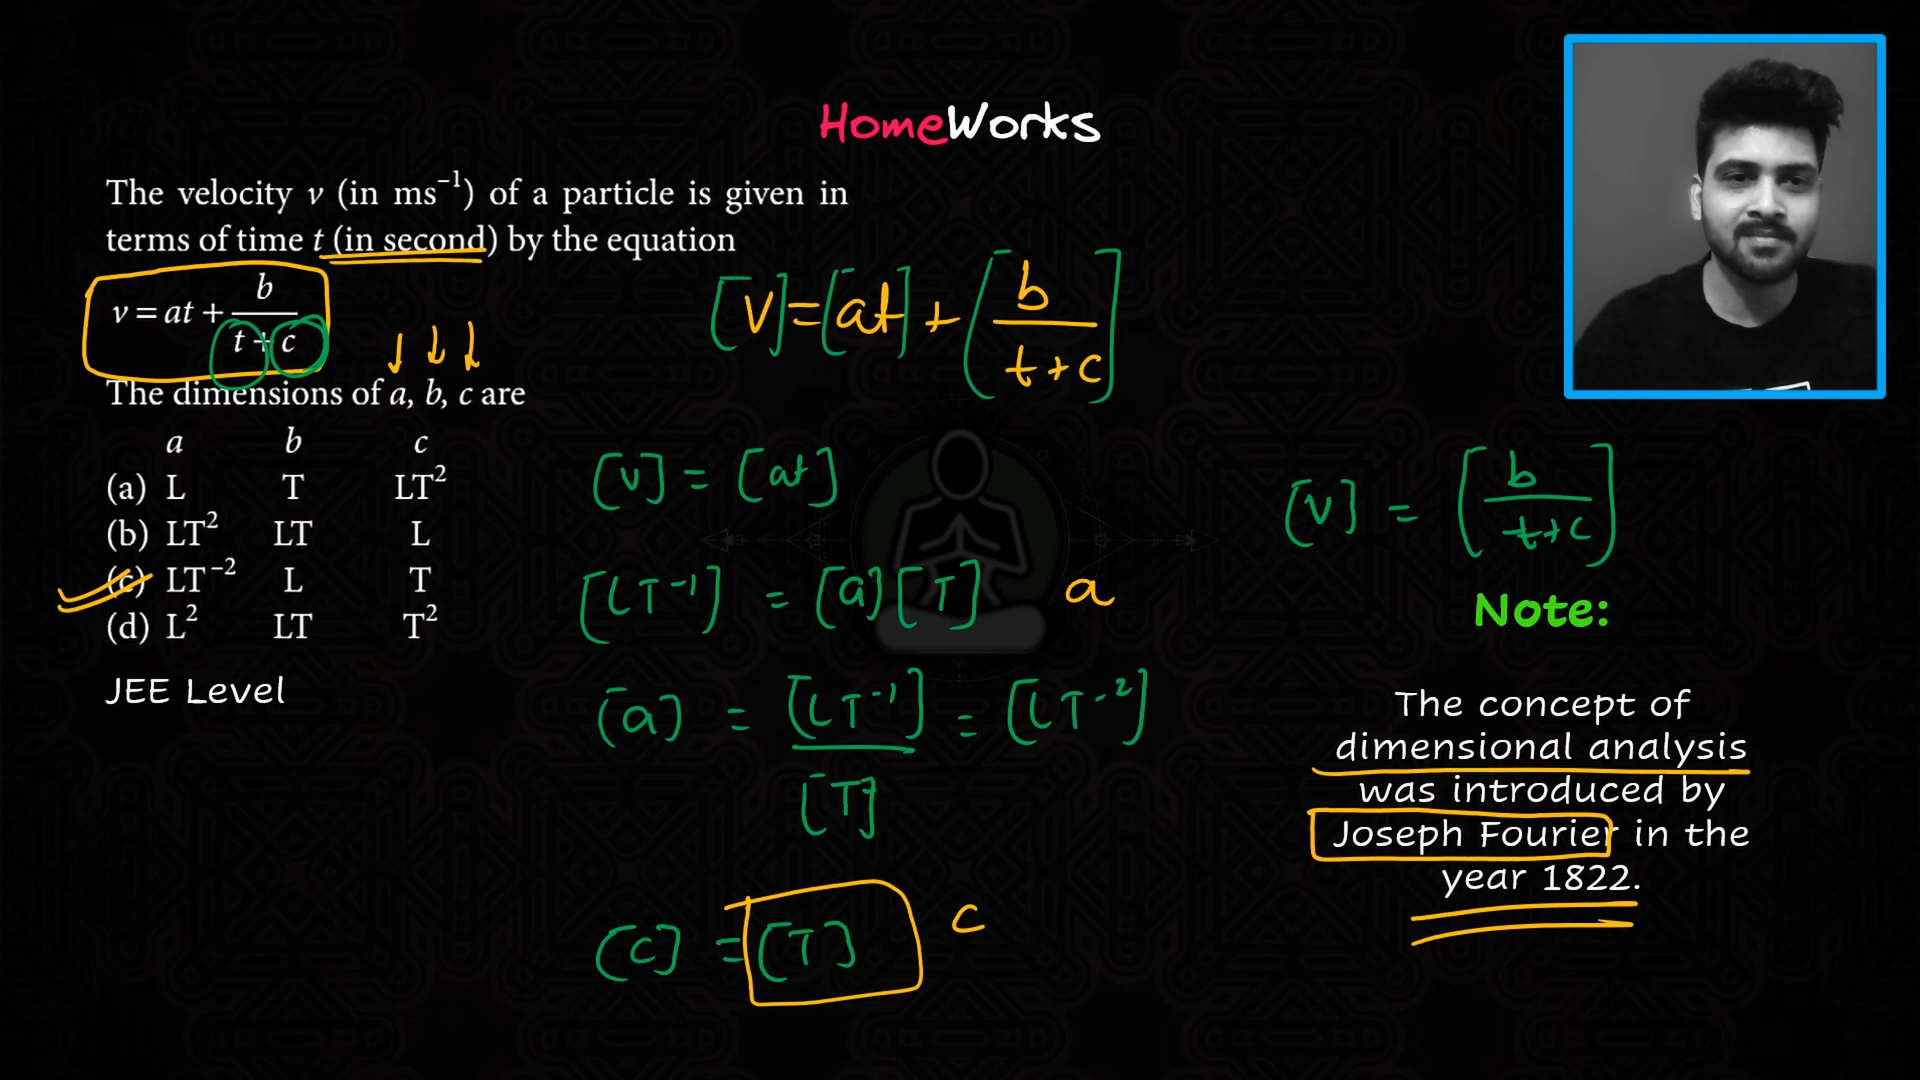 HomeWorks
The velocity v (in ms⁻¹) of a particle is given in
terms of time t (in second) by the equation
v = at + b/(t + c)
The dimensions of a, b, c are
a b c
(a) L T LT²
(b) LT² LT L
(c) LT⁻² L T
(d) L² LT T²
JEE Level
[V] = [at] + [b/(t+c)]
[v] = [at]
[LT⁻¹] = [a][T] a
[a] = [LT⁻¹]/[T] = [LT⁻²]
[c] = [T] c
[v] = [b/(t+c)]
Note:
The concept of
dimensional analysis
was introduced by
Joseph Fourier in the
year 1822.